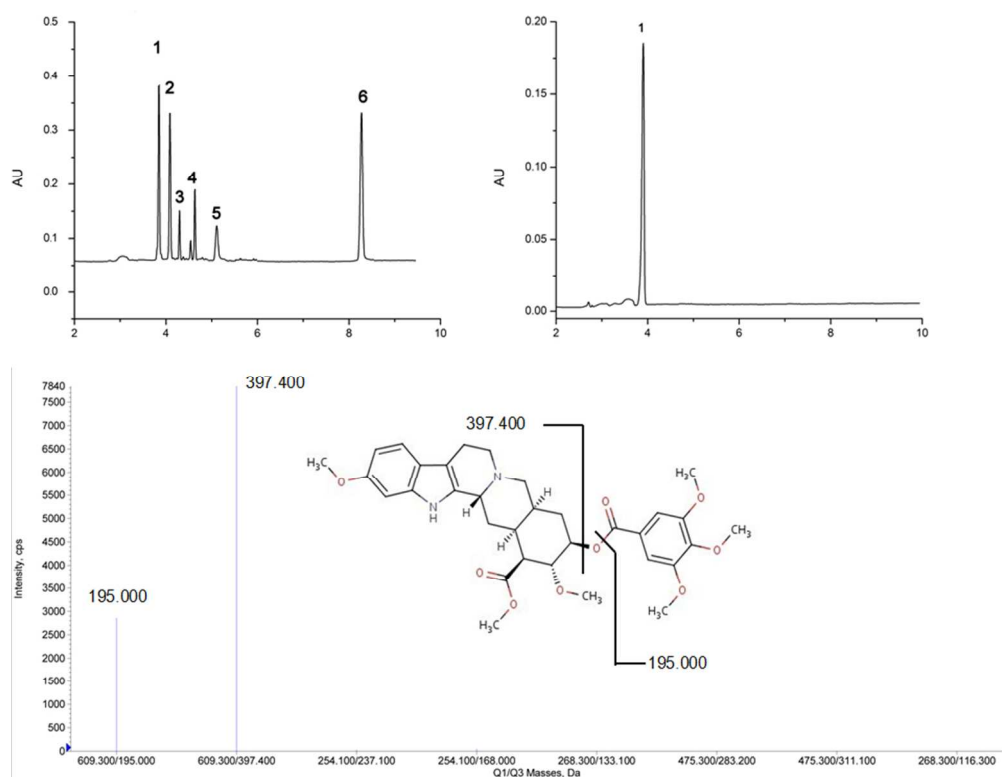 0.5
0.4
0.3
0.2
0.1
0.0
AU
1
2
3
4
5
6
2
4
6
8
10
0.20
0.15
0.10
0.05
0.00
AU
1
2
4
6
8
10
7840
7500
7000
6500
6000
5500
5000
4500
4000
3500
3000
2500
2000
1500
1000
500
0
Intensity, cps
397.400
195.000
397.400
195.000
H₃C
O
N
N
H
H
H
H
O
O
H₃C
O
CH₃
O
O
O
CH₃
O
CH₃
O
H₃C
609.300/195.000
609.300/397.400
254.100/237.100
254.100/168.000
268.300/133.100
475.300/283.200
475.300/311.100
268.300/116.300
Q1/Q3 Masses, Da